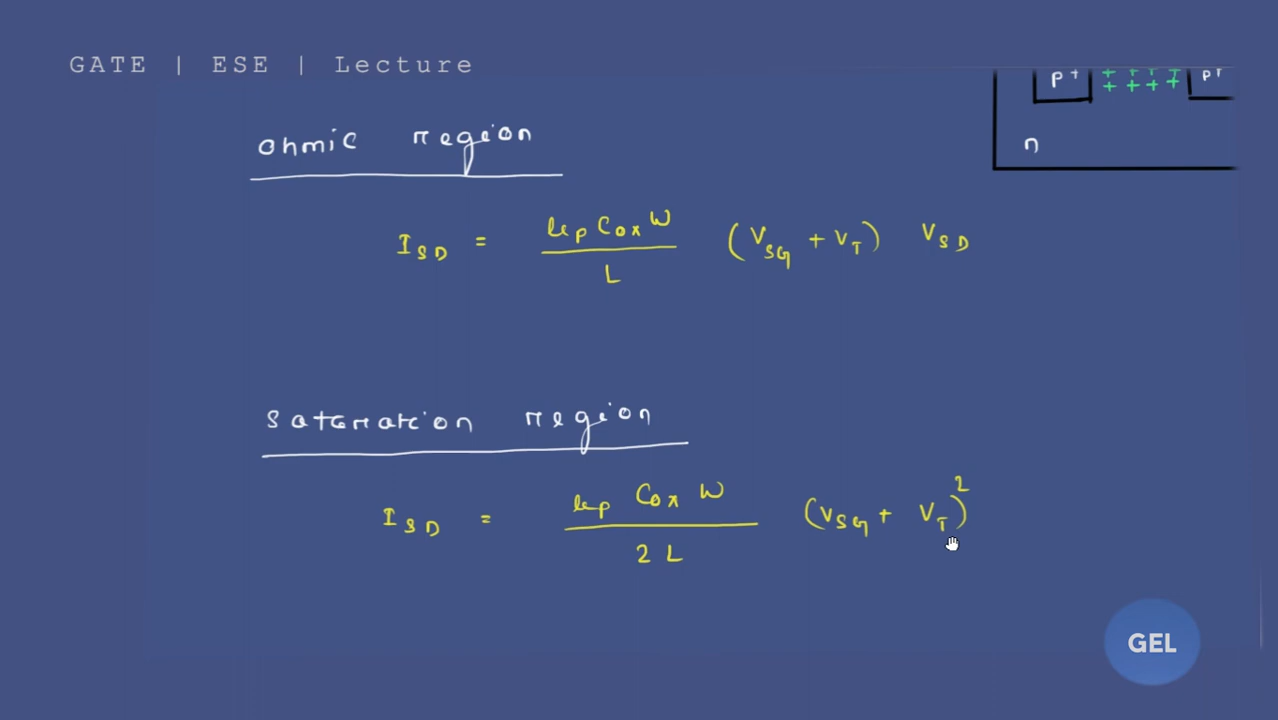 GATE | ESE | Lecture
p+ + + + + p+
+ + + +
n
ohmic region
I_SD = μp Cox W / L (V_SG + V_T) V_SD
saturation region
I_SD = μp Cox W / 2 L (V_SG + V_T)^2
GEL